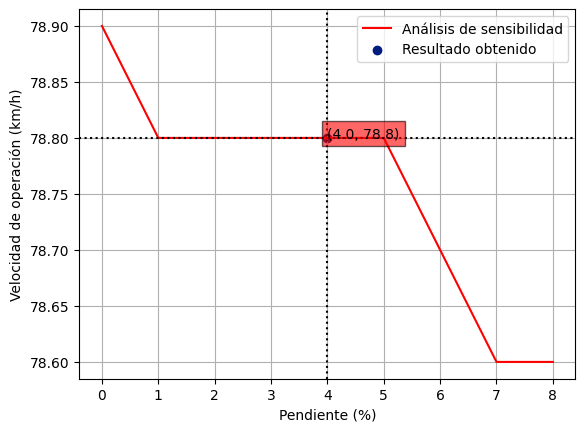 78.90
78.85
78.80
78.75
78.70
78.65
78.60
Velocidad de operación (km/h)
Análisis de sensibilidad
Resultado obtenido
(4.0, 78.8)
0 1 2 3 4 5 6 7 8
Pendiente (%)